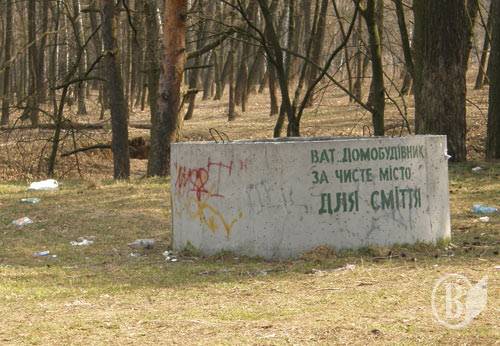 ВАТ ДОМОБУДІВНИК
ЗА ЧИСТЕ МІСТО
ДЛЯ СМІТТЯ